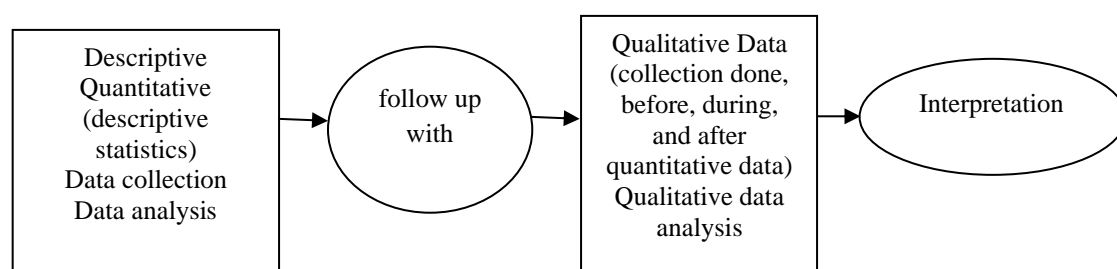 Descriptive
Quantitative
(descriptive
statistics)
Data collection
Data analysis
follow up
with
Qualitative Data
(collection done,
before, during,
and after
quantitative data)
Qualitative data
analysis
Interpretation